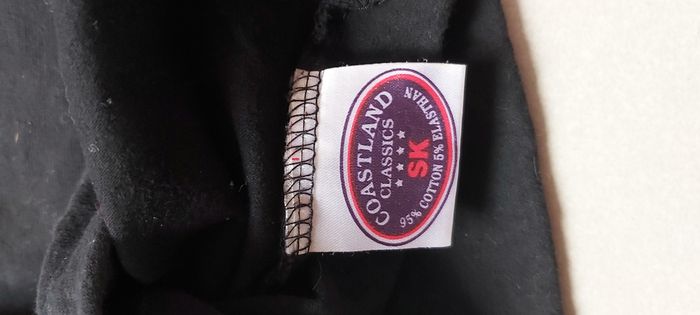 COASTLAND
CLASSICS
SK
95% COTTON 5% ELASTHAN